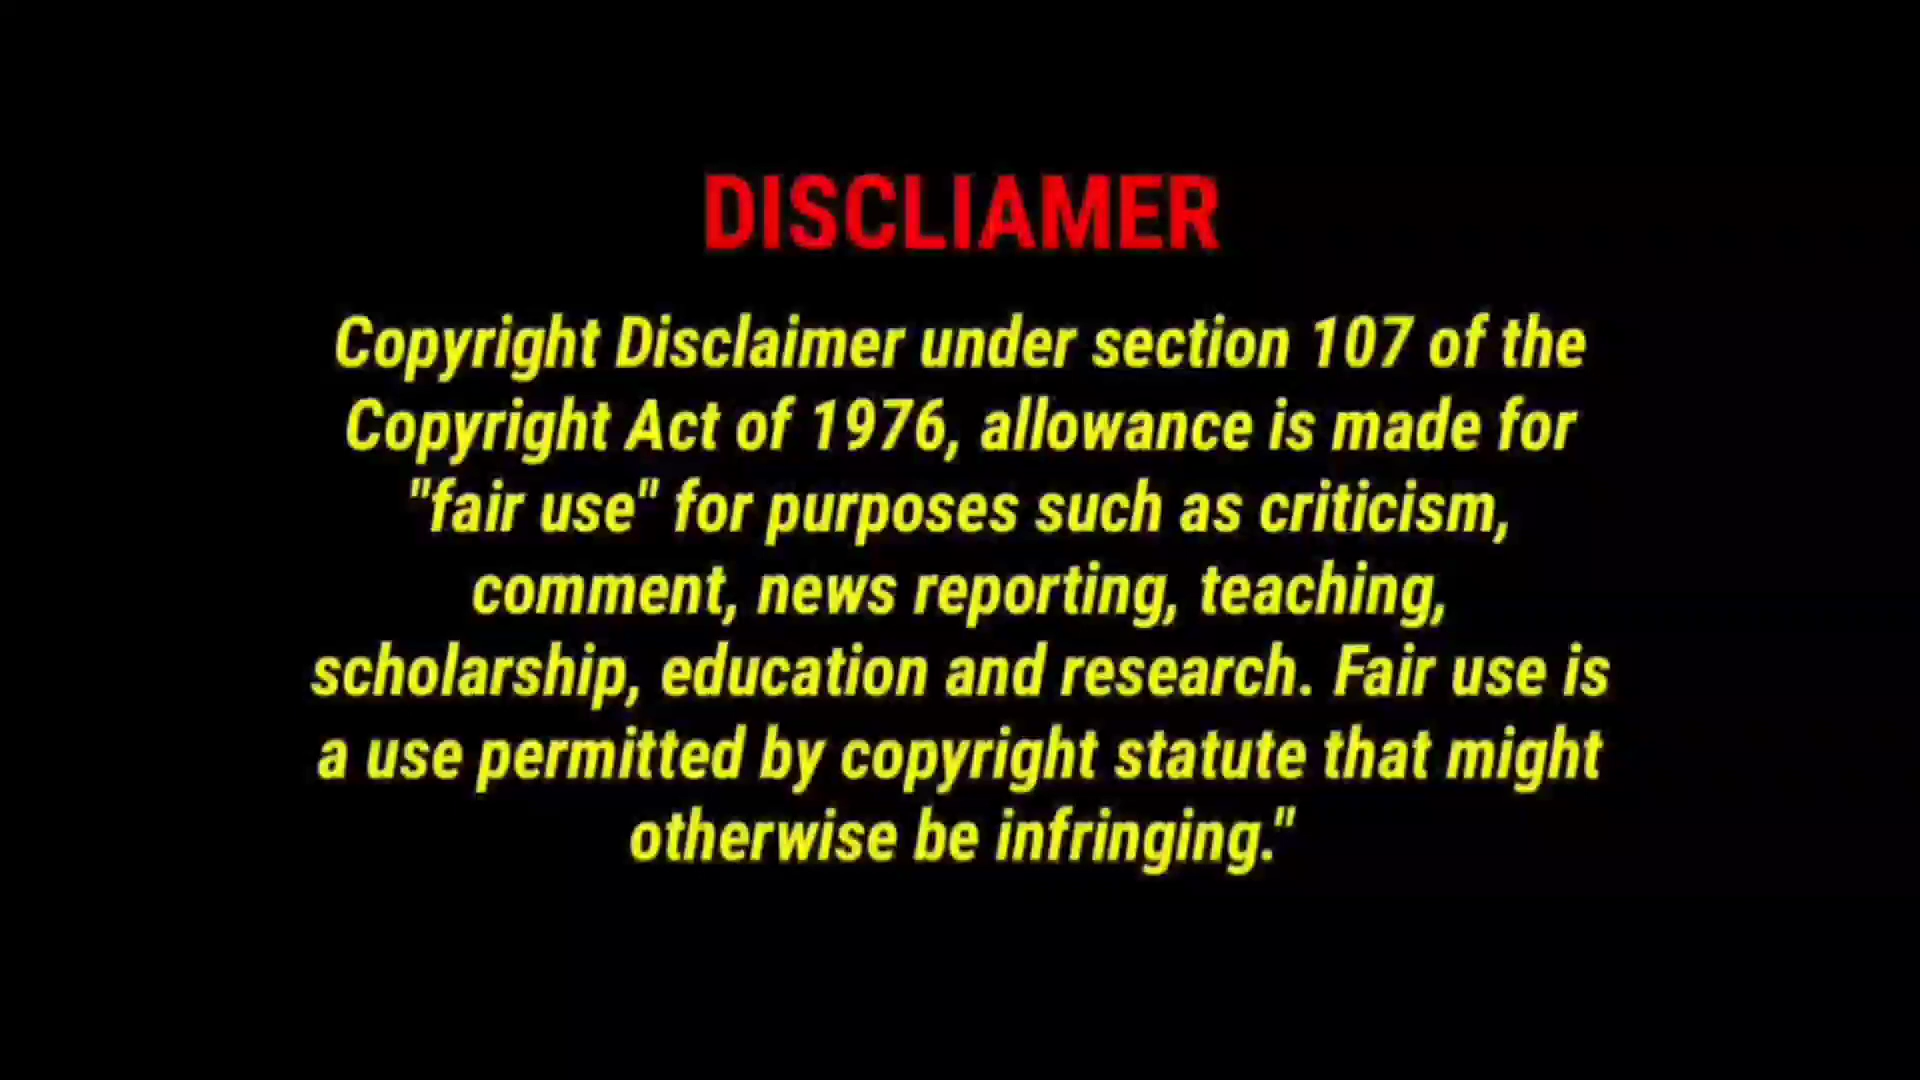 DISCLIAMER
Copyright Disclaimer under section 107 of the
Copyright Act of 1976, allowance is made for
"fair use" for purposes such as criticism,
comment, news reporting, teaching,
scholarship, education and research. Fair use is
a use permitted by copyright statute that might
otherwise be infringing."